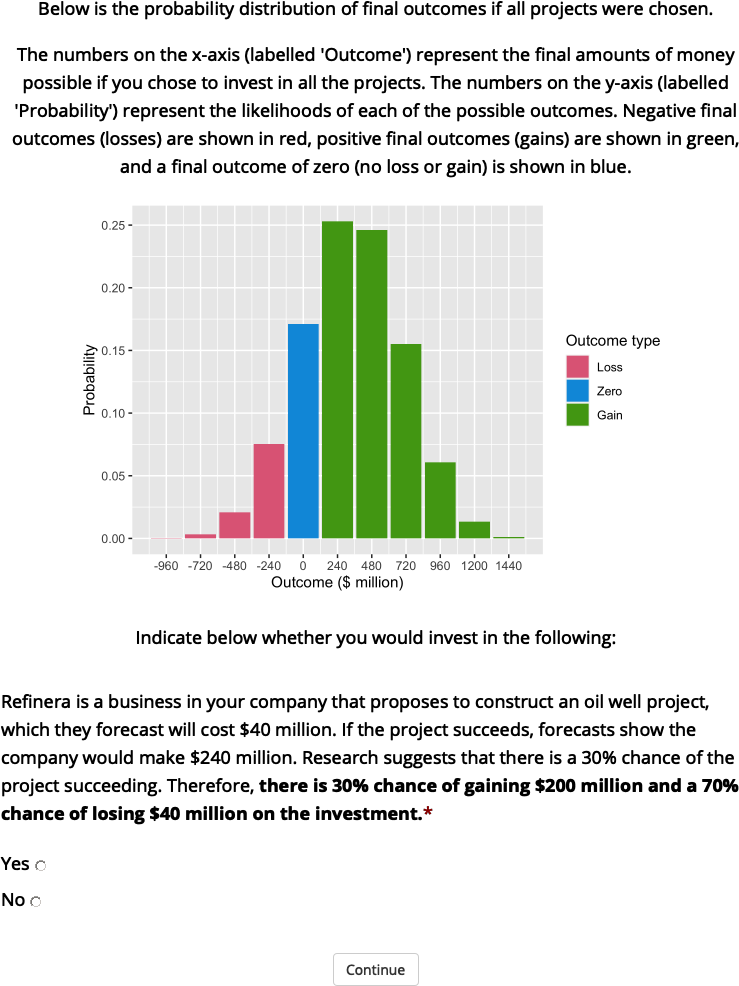 Below is the probability distribution of final outcomes if all projects were chosen.
The numbers on the x-axis (labelled 'Outcome') represent the final amounts of money
possible if you chose to invest in all the projects. The numbers on the y-axis (labelled
'Probability') represent the likelihoods of each of the possible outcomes. Negative final
outcomes (losses) are shown in red, positive final outcomes (gains) are shown in green,
and a final outcome of zero (no loss or gain) is shown in blue.
0.25
0.20
0.15
0.10
0.05
0.00
Probability
-960 -720 -480 -240 0 240 480 720 960 1200 1440
Outcome ($ million)
Outcome type
Loss
Zero
Gain
Indicate below whether you would invest in the following:
Refinera is a business in your company that proposes to construct an oil well project,
which they forecast will cost $40 million. If the project succeeds, forecasts show the
company would make $240 million. Research suggests that there is a 30% chance of the
project succeeding. Therefore, there is 30% chance of gaining $200 million and a 70%
chance of losing $40 million on the investment.*
Yes
No
Continue